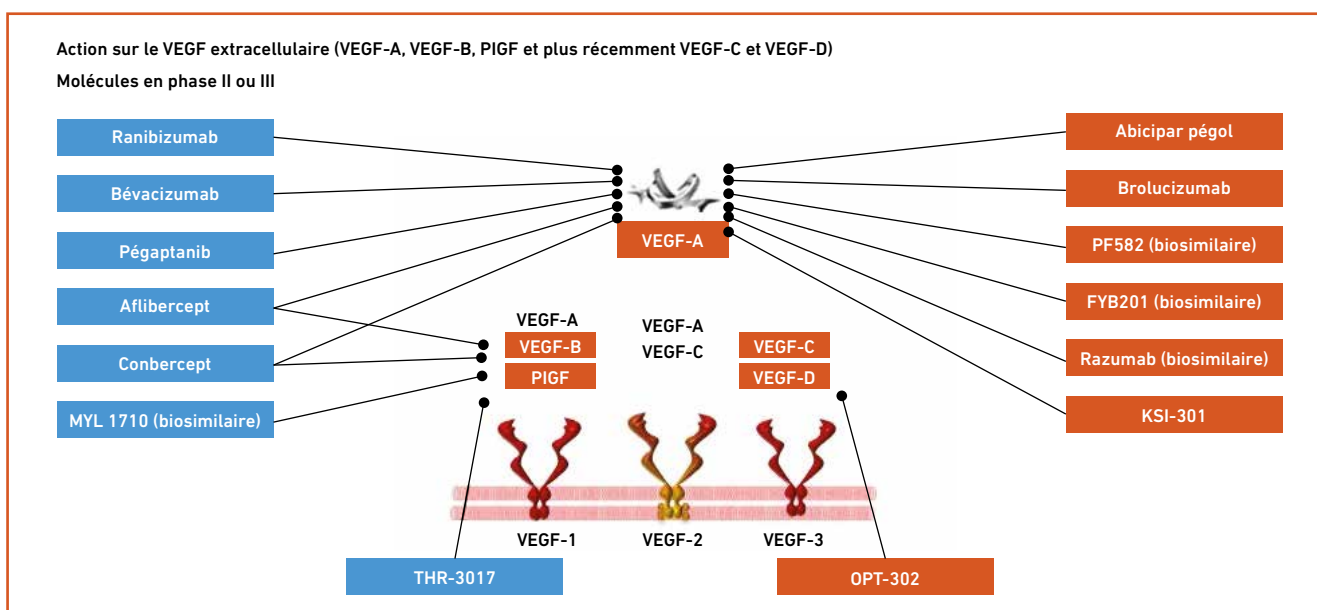 Action sur le VEGF extracellulaire (VEGF-A, VEGF-B, PIGF et plus récemment VEGF-C et VEGF-D)
Molécules en phase II ou III
Ranibizumab
Bévacizumab
Pégaptanib
Aflibercept
Conbercept
MYL 1710 (biosimilaire)
VEGF-A
Abicipar pégol
Brolucizumab
PF582 (biosimilaire)
FYB201 (biosimilaire)
Razumab (biosimilaire)
KSI-301
VEGF-A
VEGF-B
PIGF
VEGF-A
VEGF-C
VEGF-C
VEGF-D
VEGF-1
VEGF-2
VEGF-3
THR-3017
OPT-302